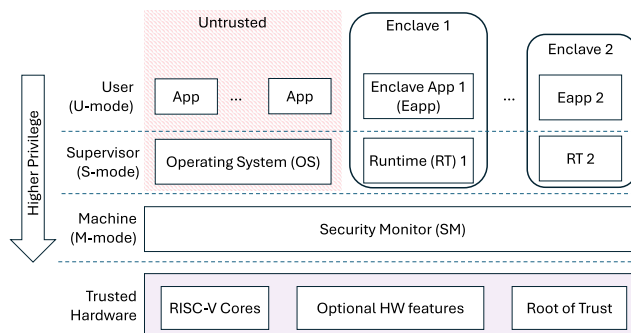 Untrusted
Enclave 1
Enclave 2
Higher Privilege
User
(U-mode)
App
...
App
Enclave App 1
(Eapp)
...
Eapp 2
Supervisor
(S-mode)
Operating System (OS)
Runtime (RT) 1
RT 2
Machine
(M-mode)
Security Monitor (SM)
Trusted
Hardware
RISC-V Cores
Optional HW features
Root of Trust